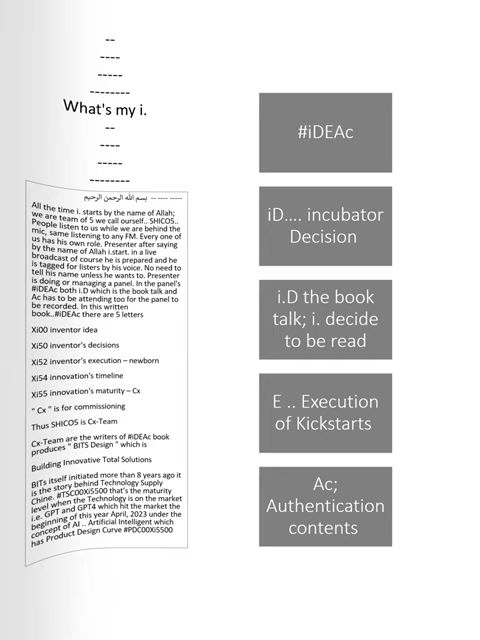 --
----
-----
--------
What's my i.
--
----
-----
--------
بسم الله الرحمن الرحيم -- ---- -----
All the time i. starts by the name of Allah;
we are team of 5 we call ourself.. SHICO5..
People listen to us while we are behind the
mic, same listening to any FM. Every one of
us has his own role. Presenter after saying
by the name of Allah i.start. in a live
broadcast of course he is prepared and he
is tagged for listers by his voice. No need to
tell his name unless he wants to. Presenter
is doing or managing a panel. In the panel's
#iDEAc both i.D which is the book talk and
Ac has to be attending too for the panel to
be recorded. In this written
book..#iDEAc there are 5 letters
Xi00 inventor idea
Xi50 inventor's decisions
Xi52 inventor's execution – newborn
Xi54 innovation's timeline
Xi55 innovation's maturity – Cx
" Cx " is for commissioning
Thus SHICO5 is Cx-Team
Cx-Team are the writers of #iDEAc book
produces " BITS Design " which is
Building Innovative Total Solutions
BITs itself initiated more than 8 years ago it
is the story behind Technology Supply
Chine. #TSC00Xi5500 that's the maturity
level when the Technology is on the market
i.e. GPT and GPT4 which hit the market the
beginning of this year April, 2023 under the
concept of AI .. Artificial Intelligent which
has Product Design Curve #PDC00Xi5500
#iDEAc
iD.... incubator
Decision
i.D the book
talk; i. decide
to be read
E .. Execution
of Kickstarts
Ac;
Authentication
contents